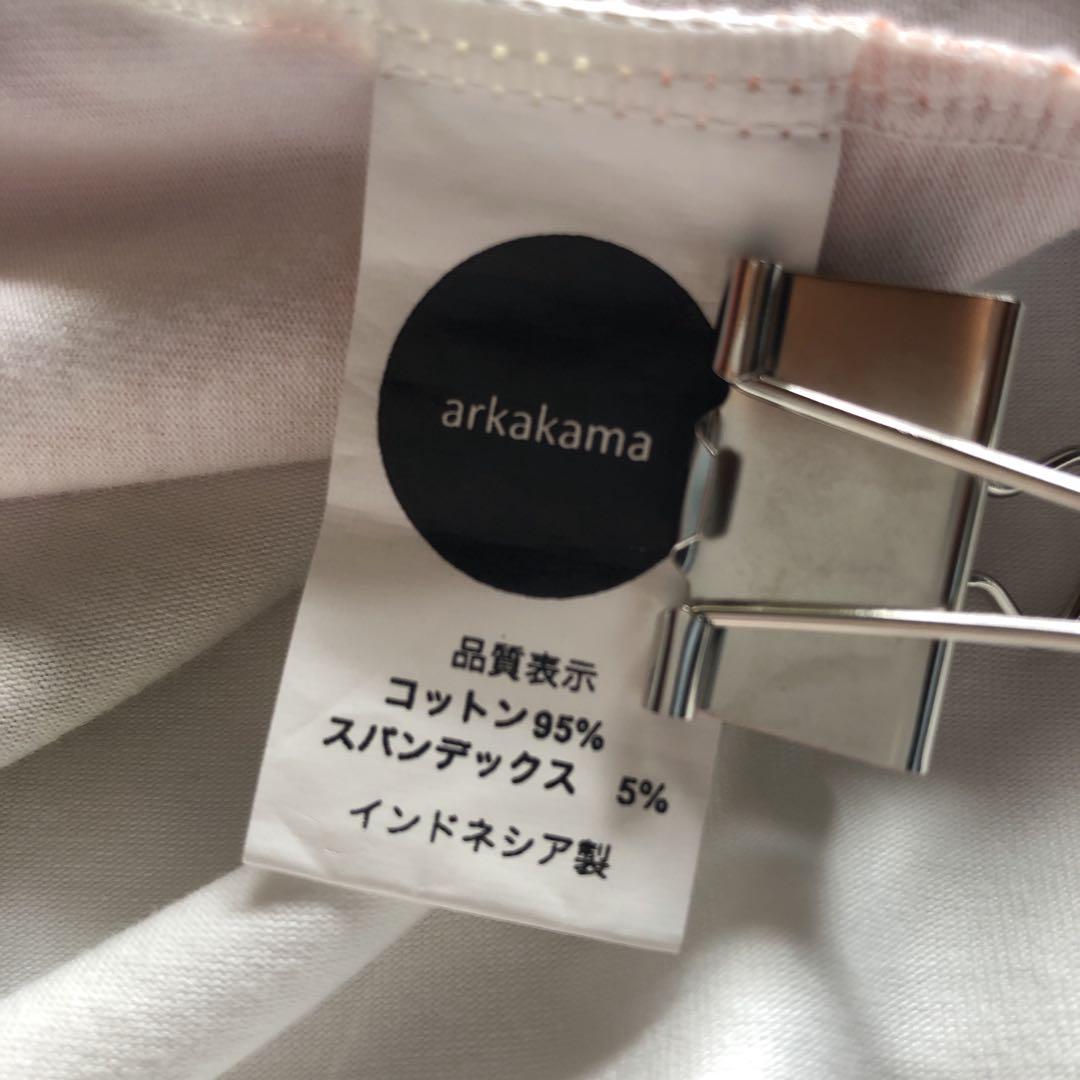 arkakama
品質表示
コットン95%
スパンデックス 5%
インドネシア製